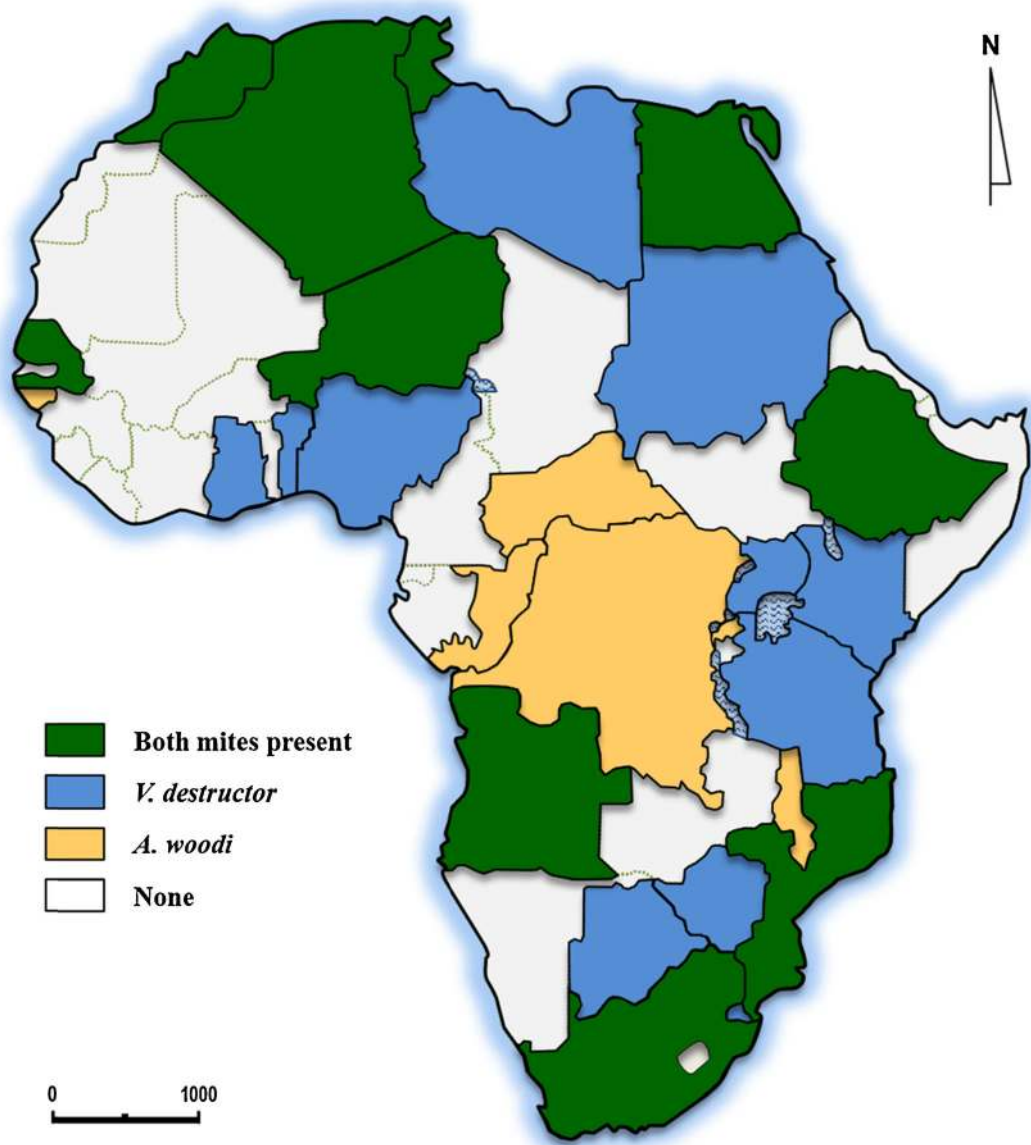 N
Both mites present
V. destructor
A. woodi
None
0 1000